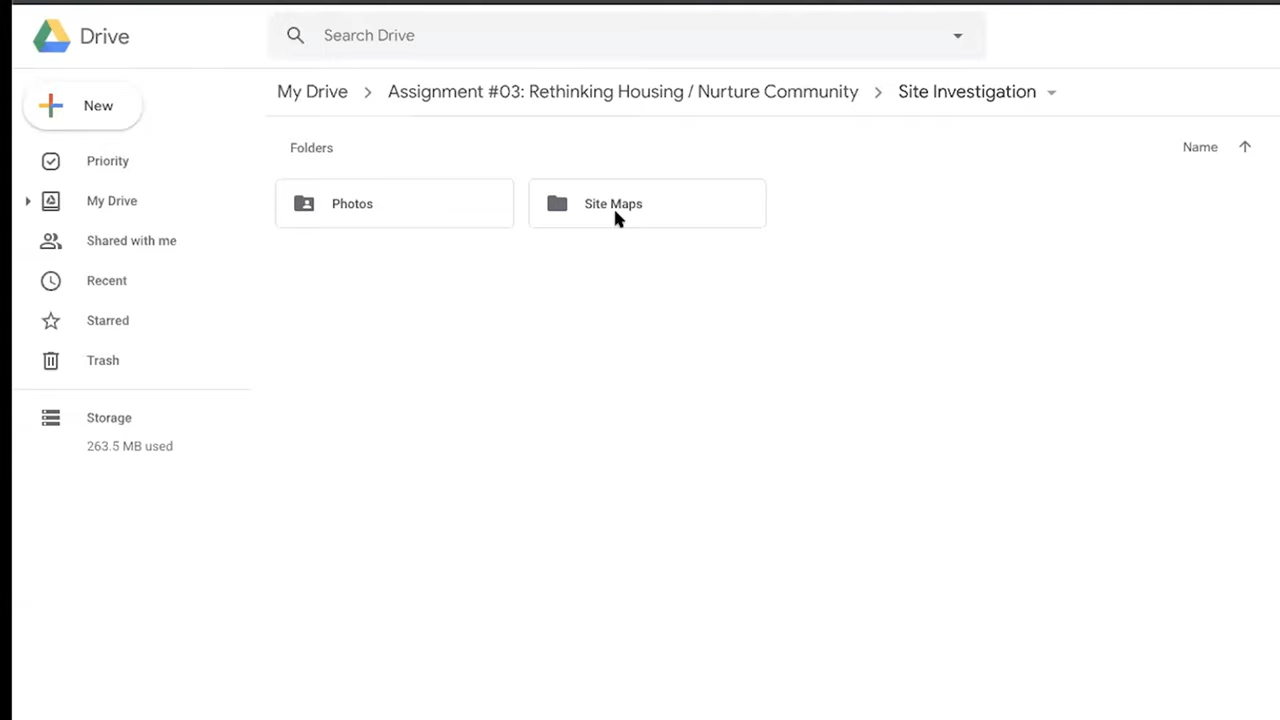 Drive
Search Drive
New
My Drive > Assignment #03: Rethinking Housing / Nurture Community > Site Investigation
Folders
Name
Photos
Site Maps
Priority
My Drive
Shared with me
Recent
Starred
Trash
Storage
263.5 MB used